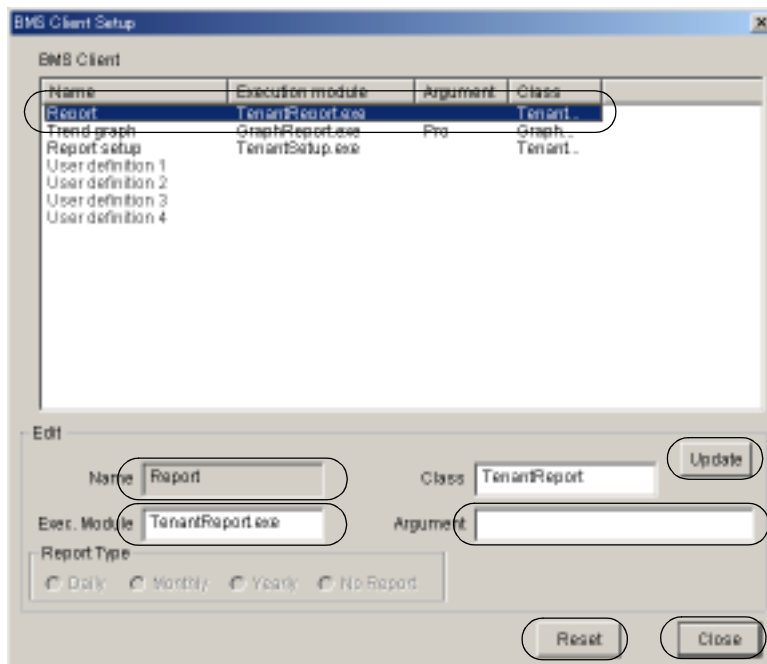 BMS Client Setup
BMS Client
Name Execution module Argument Class
Report TenantReport.exe Tenant...
Trend graph GraphReport.exe Pro Graph...
Report setup TenantSetup.exe Tenant...
User definition 1
User definition 2
User definition 3
User definition 4
Edit
Update
Name Report Class TenantReport
Exec. Module TenantReport.exe Argument
Report Type
Daily Monthly Yearly No Report
Reset Close